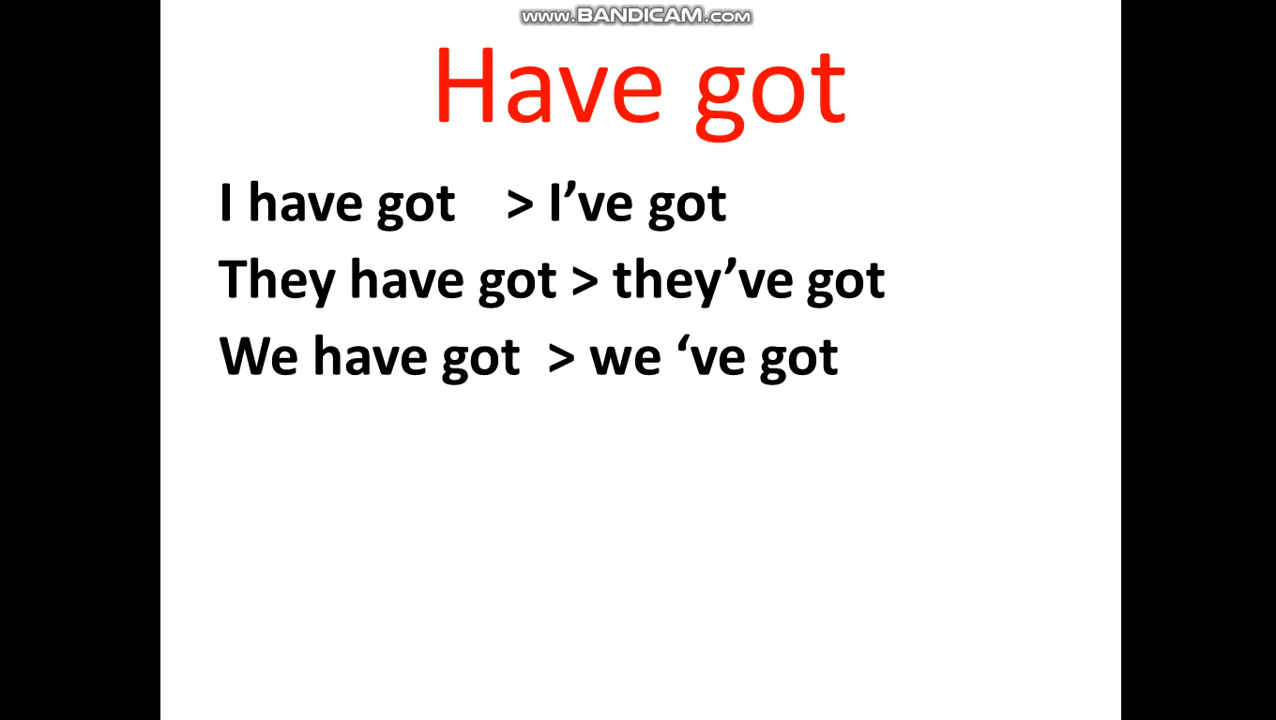 www.BANDICAM.com
Have got
I have got > I’ve got
They have got > they’ve got
We have got > we ‘ve got